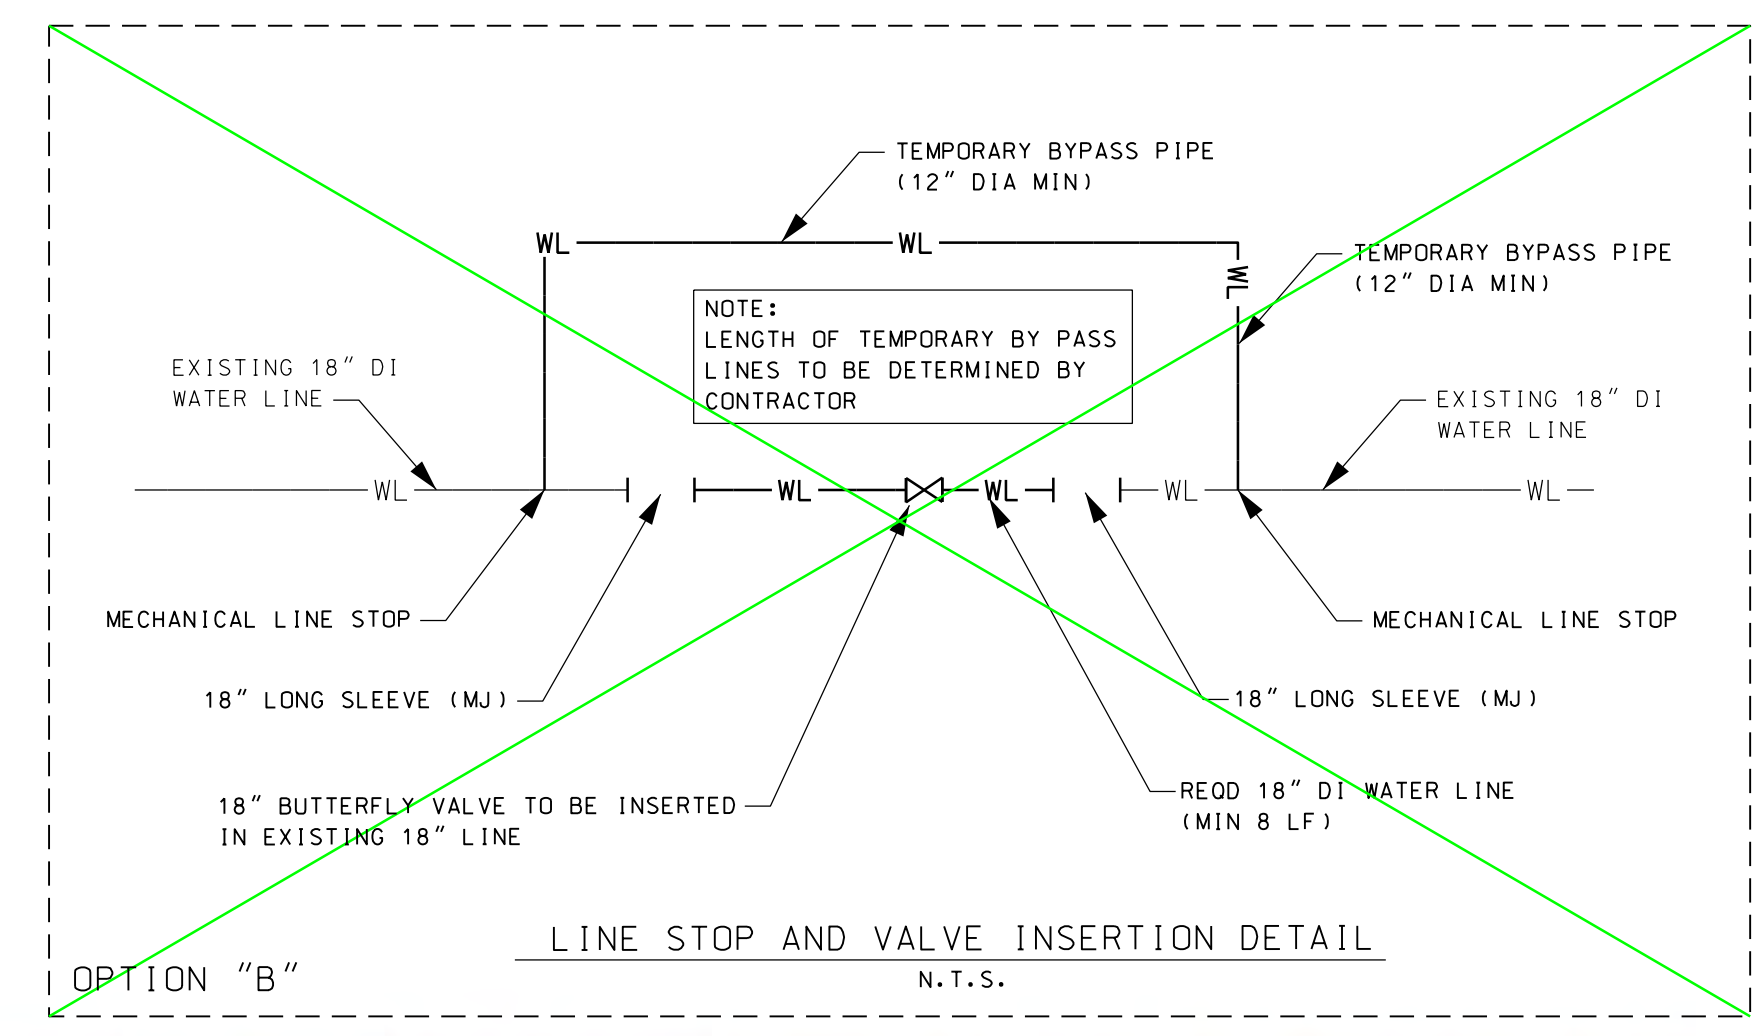 TEMPORARY BYPASS PIPE
(12" DIA MIN)
WL
WL
WL
TEMPORARY BYPASS PIPE
(12" DIA MIN)
NOTE:
LENGTH OF TEMPORARY BY PASS
LINES TO BE DETERMINED BY
CONTRACTOR
EXISTING 18" DI
WATER LINE
EXISTING 18" DI
WATER LINE
WL
WL
WL
WL
WL
MECHANICAL LINE STOP
MECHANICAL LINE STOP
18" LONG SLEEVE (MJ)
18" LONG SLEEVE (MJ)
18" BUTTERFLY VALVE TO BE INSERTED
IN EXISTING 18" LINE
REQD 18" DI WATER LINE
(MIN 8 LF)
LINE STOP AND VALVE INSERTION DETAIL
N.T.S.
OPTION "B"